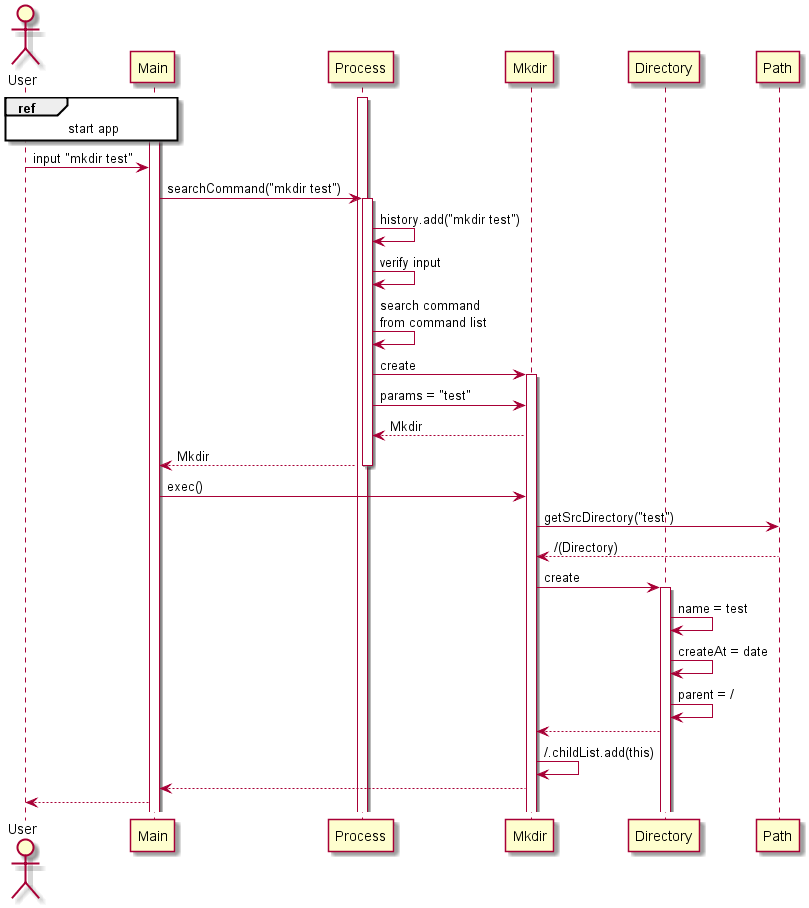 User
Main
Process
Mkdir
Directory
Path
ref
start app
input "mkdir test"
searchCommand("mkdir test")
history.add("mkdir test")
verify input
search command
from command list
create
params = "test"
Mkdir
Mkdir
exec()
getSrcDirectory("test")
/(Directory)
create
name = test
createAt = date
parent = /
/.childList.add(this)
User
Main
Process
Mkdir
Directory
Path